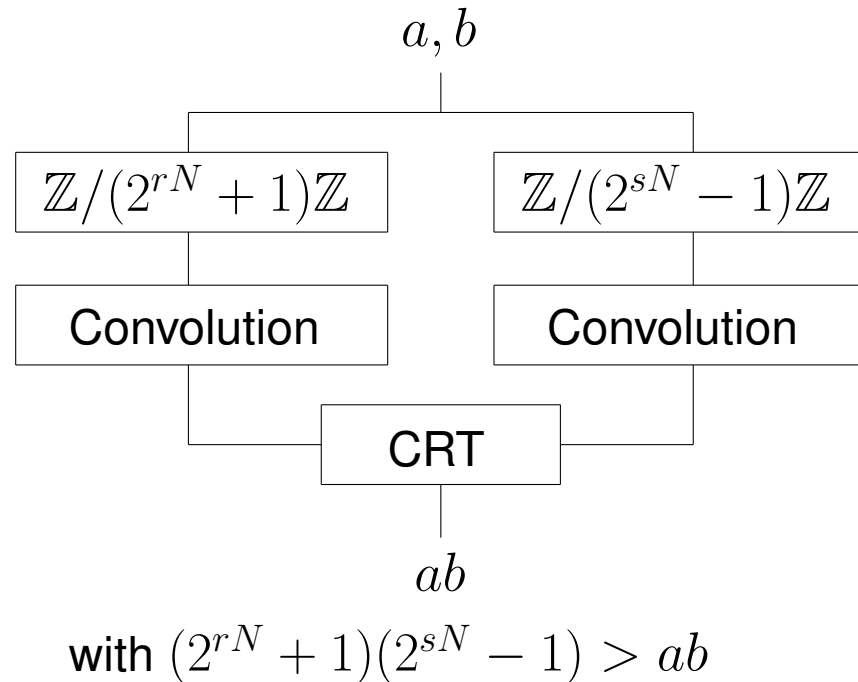 a, b
ℤ/(2^{rN} + 1)ℤ ℤ/(2^{sN} − 1)ℤ
Convolution Convolution
CRT
ab
with (2^{rN} + 1)(2^{sN} − 1) > ab